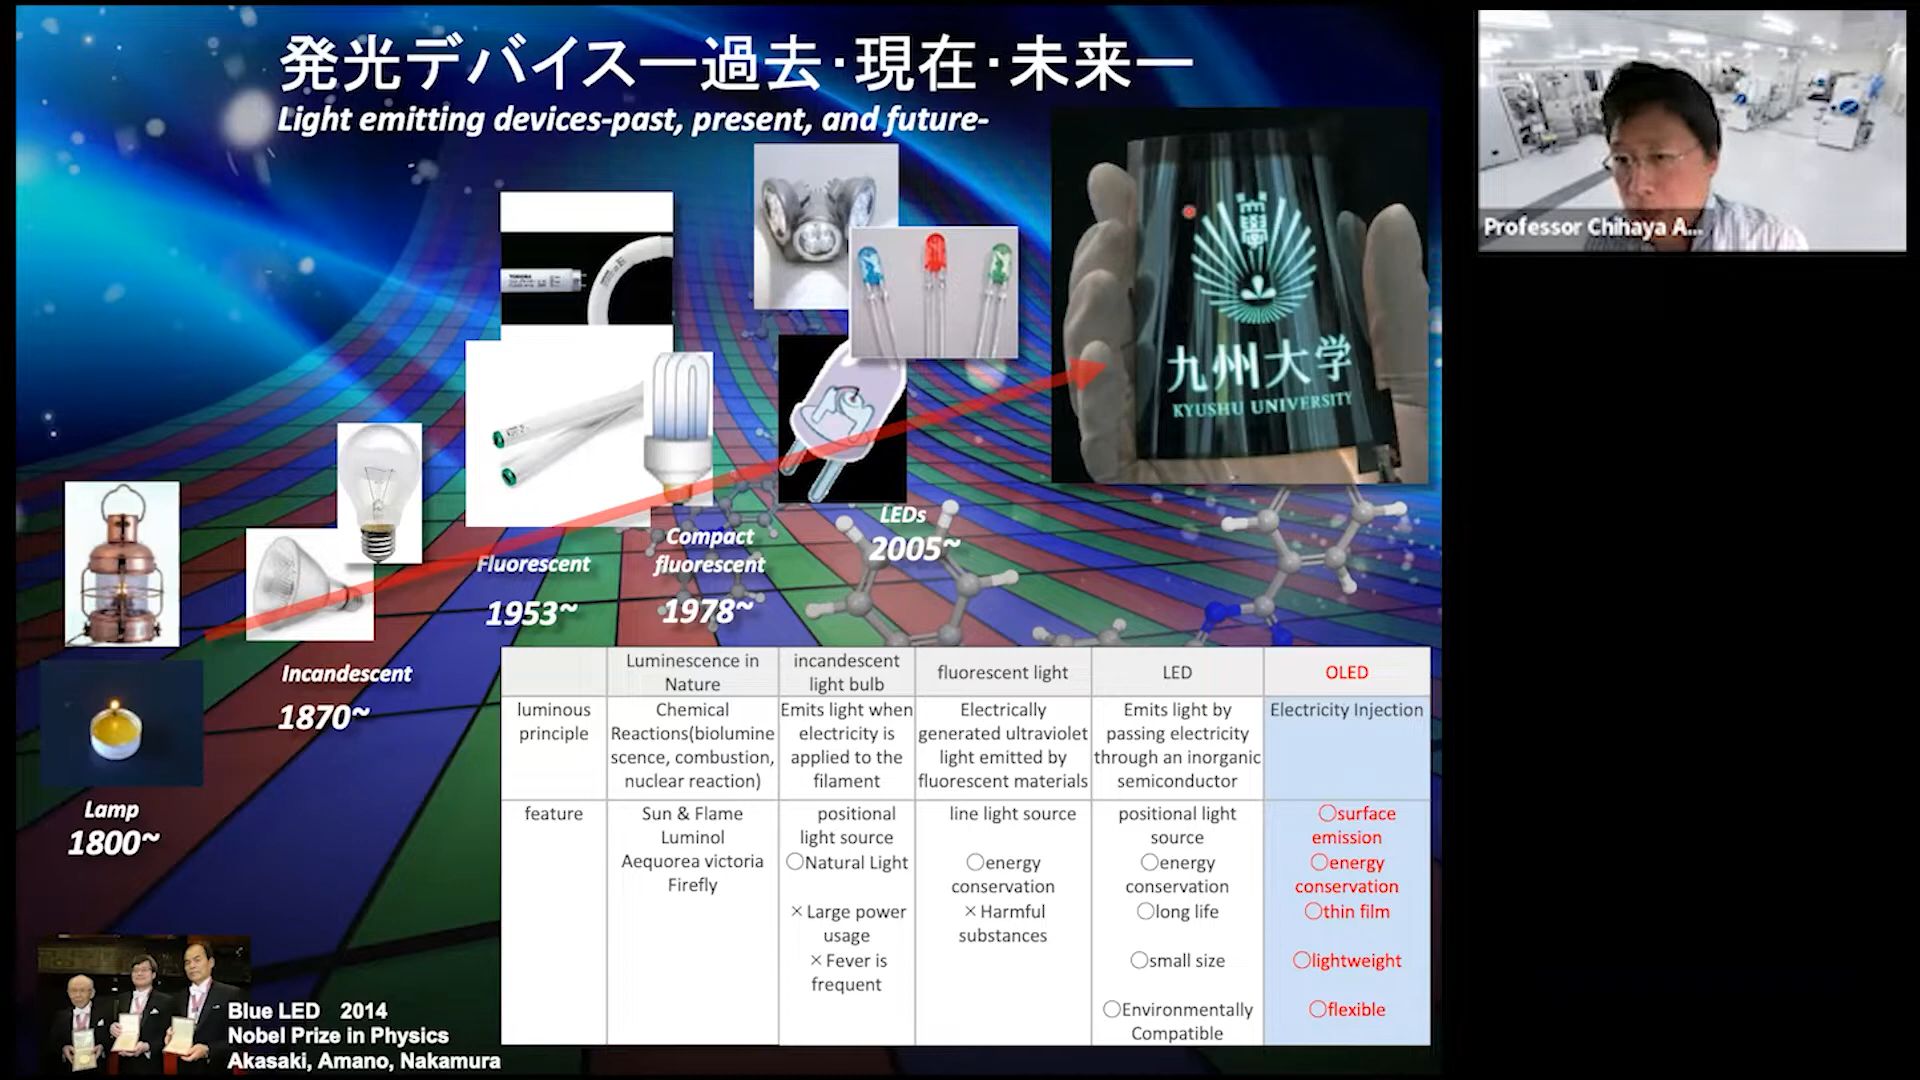 発光デバイス―過去・現在・未来―
Light emitting devices-past, present, and future-
Professor Chihaya A...
九州大学
KYUSHU UNIVERSITY
LEDs
2005~
Compact
fluorescent
1978~
Fluorescent
1953~
Incandescent
1870~
Lamp
1800~
Luminescence in
Nature
incandescent
light bulb
fluorescent light
LED
OLED
luminous
principle
Chemical
Reactions(biolumine
scence, combustion,
nuclear reaction)
Emits light when
electricity is
applied to the
filament
Electrically
generated ultraviolet
light emitted by
fluorescent materials
Emits light by
passing electricity
through an inorganic
semiconductor
Electricity Injection
feature
Sun & Flame
Luminol
Aequorea victoria
Firefly
positional
light source
○Natural Light
×Large power
usage
×Fever is
frequent
line light source
○energy
conservation
×Harmful
substances
positional light
source
○energy
conservation
○long life
○small size
○Environmentally
Compatible
○surface
emission
○energy
conservation
○thin film
○lightweight
○flexible
Blue LED 2014
Nobel Prize in Physics
Akasaki, Amano, Nakamura